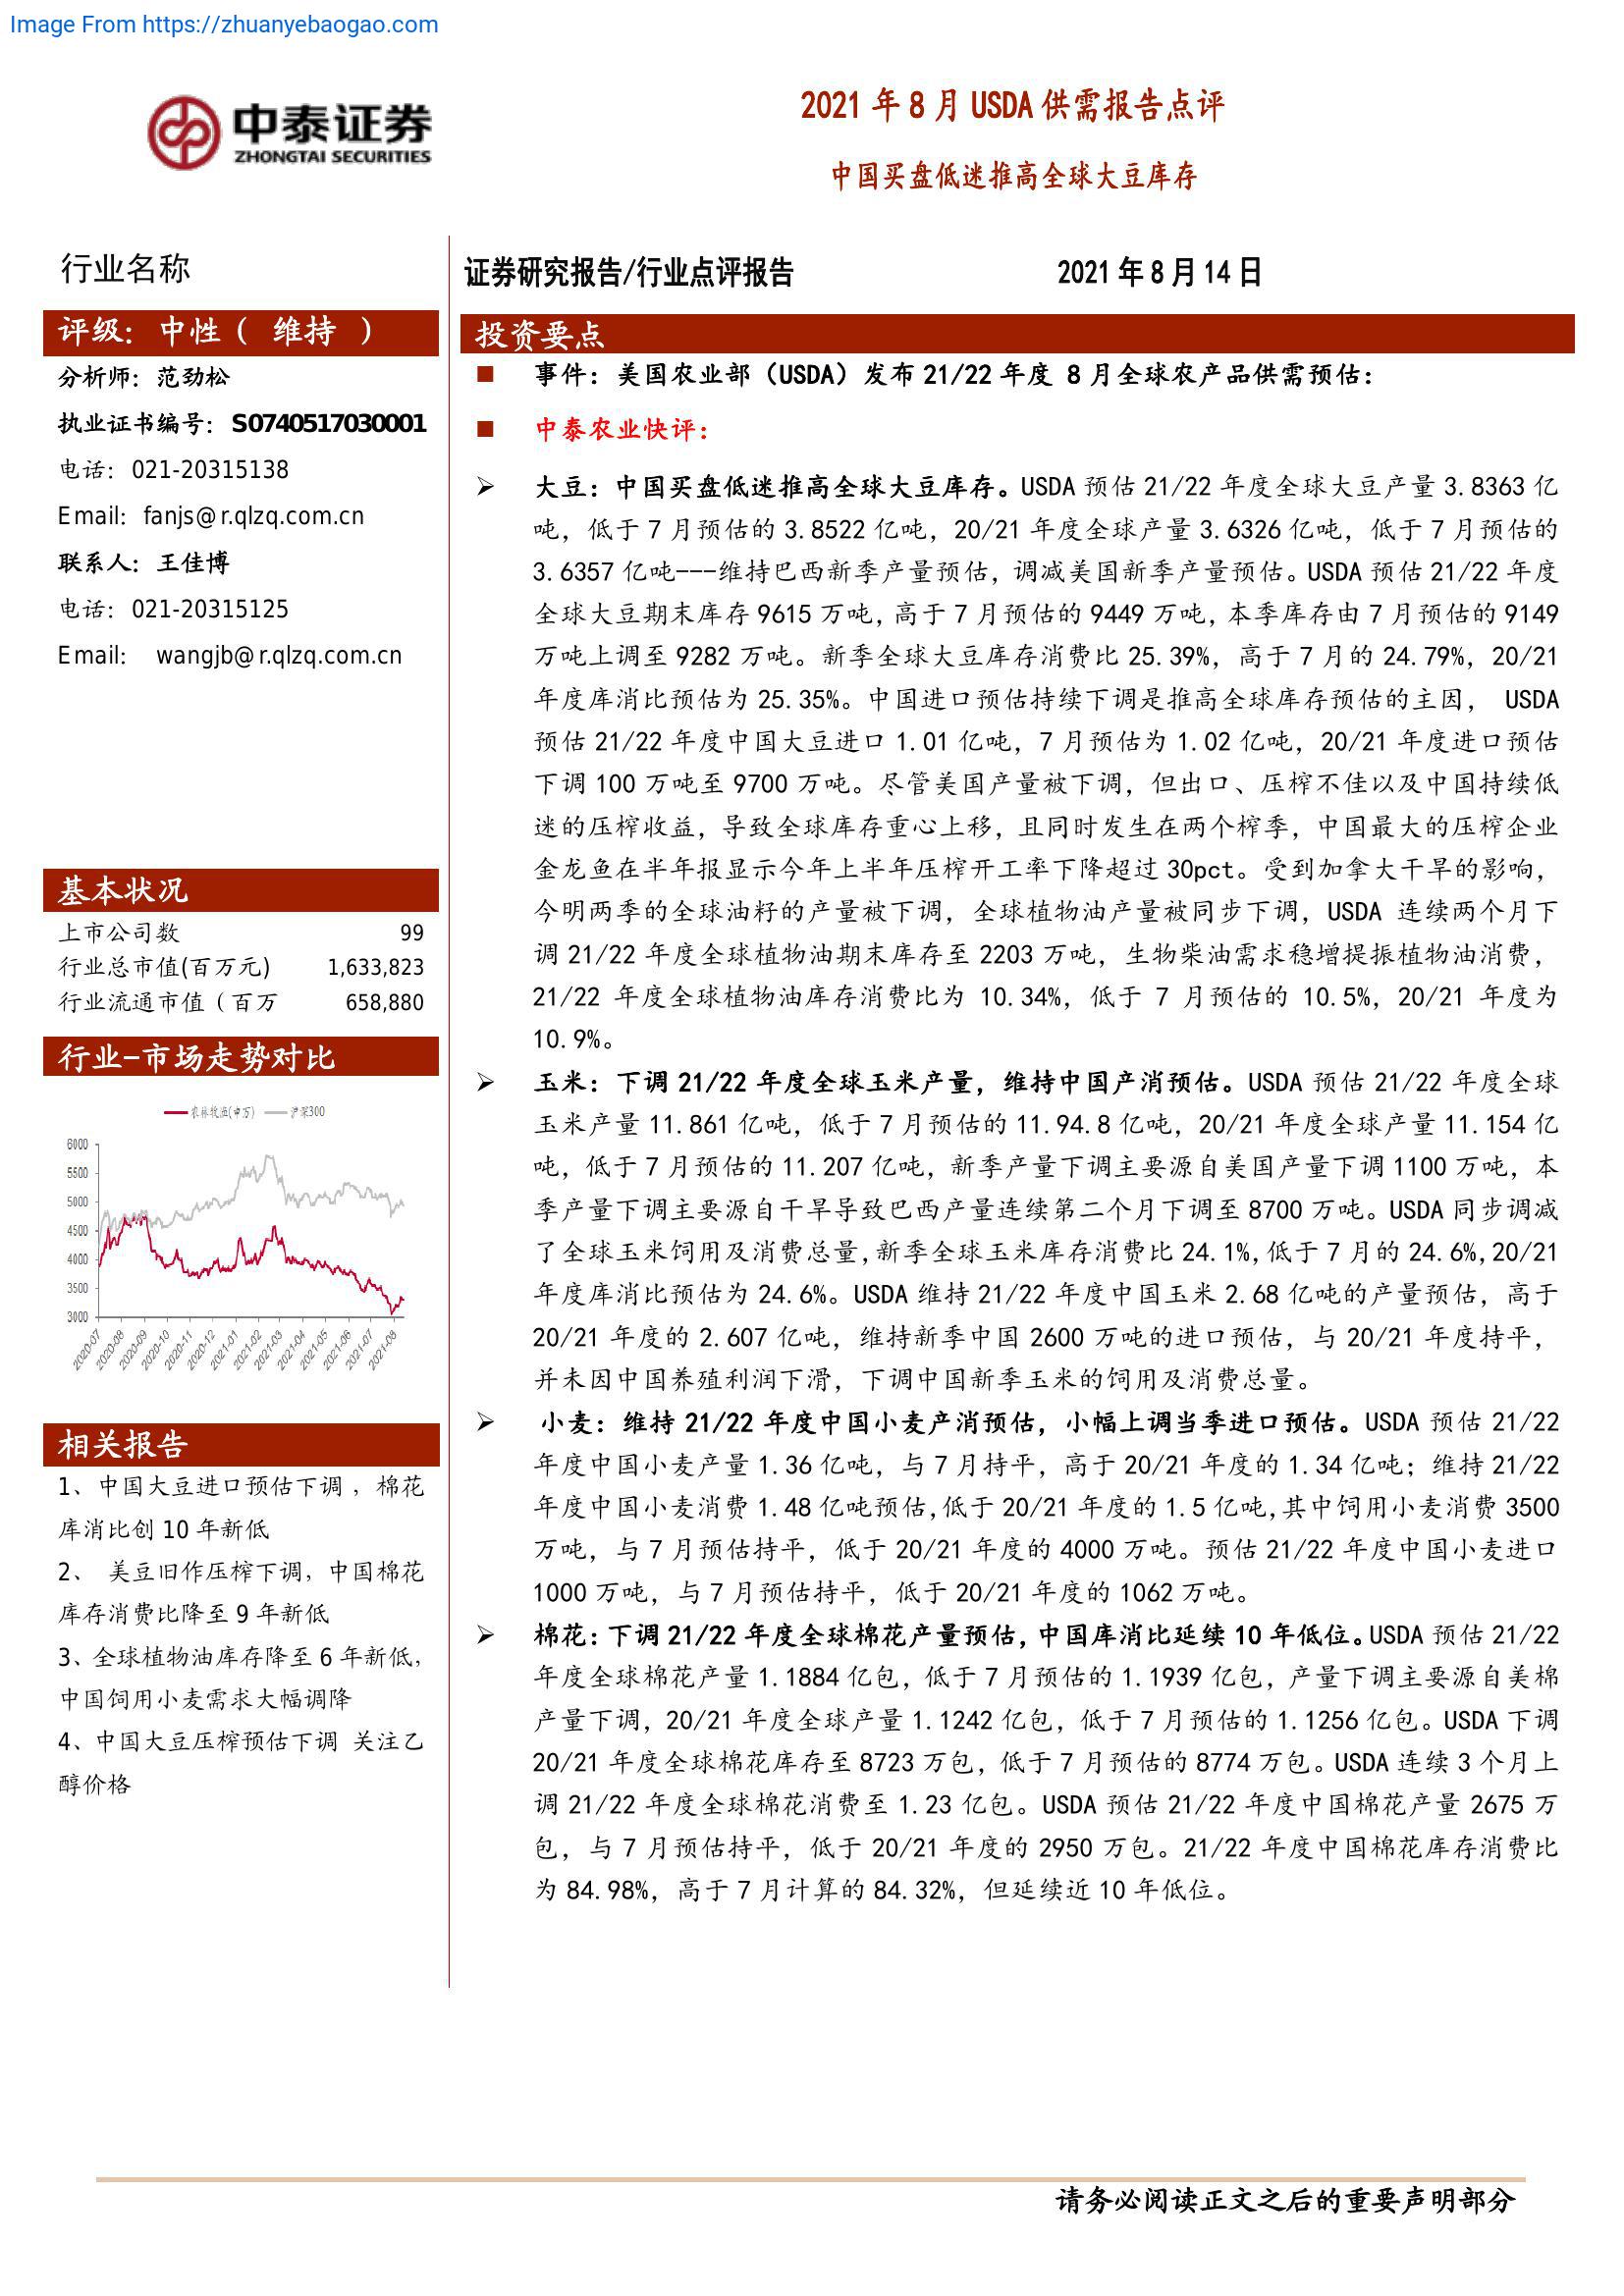 Image From https://zhuanyebaogao.com
中泰证券
ZHONGTAI SECURITIES
2021 年 8 月 USDA 供需报告点评
中国买盘低迷推高全球大豆库存
行业名称
证券研究报告/行业点评报告 2021 年 8 月 14 日
评级：中性（ 维持 ）
分析师：范劲松
执业证书编号：S0740517030001
电话：021-20315138
Email：fanjs@r.qlzq.com.cn
联系人：王佳博
电话：021-20315125
Email： wangjb@r.qlzq.com.cn
基本状况
上市公司数 99
行业总市值(百万元) 1,633,823
行业流通市值（百万 658,880
行业-市场走势对比
农林牧渔(申万) 沪深300
6000
5500
5000
4500
4000
3500
3000
2020-07 2020-08 2020-09 2020-10 2020-11 2020-12 2021-01 2021-02 2021-03 2021-04 2021-05 2021-06 2021-07 2021-08
相关报告
1、中国大豆进口预估下调 ，棉花
库消比创 10 年新低
2、 美豆旧作压榨下调，中国棉花
库存消费比降至 9 年新低
3、全球植物油库存降至 6 年新低，
中国饲用小麦需求大幅调降
4、中国大豆压榨预估下调 关注乙
醇价格
投资要点
■ 事件：美国农业部（USDA）发布 21/22 年度 8 月全球农产品供需预估：
■ 中泰农业快评：
➢ 大豆：中国买盘低迷推高全球大豆库存。USDA 预估 21/22 年度全球大豆产量 3.8363 亿
吨，低于 7 月预估的 3.8522 亿吨，20/21 年度全球产量 3.6326 亿吨，低于 7 月预估的
3.6357 亿吨---维持巴西新季产量预估，调减美国新季产量预估。USDA 预估 21/22 年度
全球大豆期末库存 9615 万吨，高于 7 月预估的 9449 万吨，本季库存由 7 月预估的 9149
万吨上调至 9282 万吨。新季全球大豆库存消费比 25.39%，高于 7 月的 24.79%，20/21
年度库消比预估为 25.35%。中国进口预估持续下调是推高全球库存预估的主因， USDA
预估 21/22 年度中国大豆进口 1.01 亿吨，7 月预估为 1.02 亿吨，20/21 年度进口预估
下调 100 万吨至 9700 万吨。尽管美国产量被下调，但出口、压榨不佳以及中国持续低
迷的压榨收益，导致全球库存重心上移，且同时发生在两个榨季，中国最大的压榨企业
金龙鱼在半年报显示今年上半年压榨开工率下降超过 30pct。受到加拿大干旱的影响，
今明两季的全球油籽的产量被下调，全球植物油产量被同步下调，USDA 连续两个月下
调 21/22 年度全球植物油期末库存至 2203 万吨，生物柴油需求稳增提振植物油消费，
21/22 年度全球植物油库存消费比为 10.34%，低于 7 月预估的 10.5%，20/21 年度为
10.9%。
➢ 玉米：下调 21/22 年度全球玉米产量，维持中国产消预估。USDA 预估 21/22 年度全球
玉米产量 11.861 亿吨，低于 7 月预估的 11.94.8 亿吨，20/21 年度全球产量 11.154 亿
吨，低于 7 月预估的 11.207 亿吨，新季产量下调主要源自美国产量下调 1100 万吨，本
季产量下调主要源自干旱导致巴西产量连续第二个月下调至 8700 万吨。USDA 同步调减
了全球玉米饲用及消费总量，新季全球玉米库存消费比 24.1%，低于 7 月的 24.6%，20/21
年度库消比预估为 24.6%。USDA 维持 21/22 年度中国玉米 2.68 亿吨的产量预估，高于
20/21 年度的 2.607 亿吨，维持新季中国 2600 万吨的进口预估，与 20/21 年度持平，
并未因中国养殖利润下滑，下调中国新季玉米的饲用及消费总量。
➢ 小麦：维持 21/22 年度中国小麦产消预估，小幅上调当季进口预估。USDA 预估 21/22
年度中国小麦产量 1.36 亿吨，与 7 月持平，高于 20/21 年度的 1.34 亿吨；维持 21/22
年度中国小麦消费 1.48 亿吨预估，低于 20/21 年度的 1.5 亿吨，其中饲用小麦消费 3500
万吨，与 7 月预估持平，低于 20/21 年度的 4000 万吨。预估 21/22 年度中国小麦进口
1000 万吨，与 7 月预估持平，低于 20/21 年度的 1062 万吨。
➢ 棉花：下调 21/22 年度全球棉花产量预估，中国库消比延续 10 年低位。USDA 预估 21/22
年度全球棉花产量 1.1884 亿包，低于 7 月预估的 1.1939 亿包，产量下调主要源自美棉
产量下调，20/21 年度全球产量 1.1242 亿包，低于 7 月预估的 1.1256 亿包。USDA 下调
20/21 年度全球棉花库存至 8723 万包，低于 7 月预估的 8774 万包。USDA 连续 3 个月上
调 21/22 年度全球棉花消费至 1.23 亿包。USDA 预估 21/22 年度中国棉花产量 2675 万
包，与 7 月预估持平，低于 20/21 年度的 2950 万包。21/22 年度中国棉花库存消费比
为 84.98%，高于 7 月计算的 84.32%，但延续近 10 年低位。
请务必阅读正文之后的重要声明部分